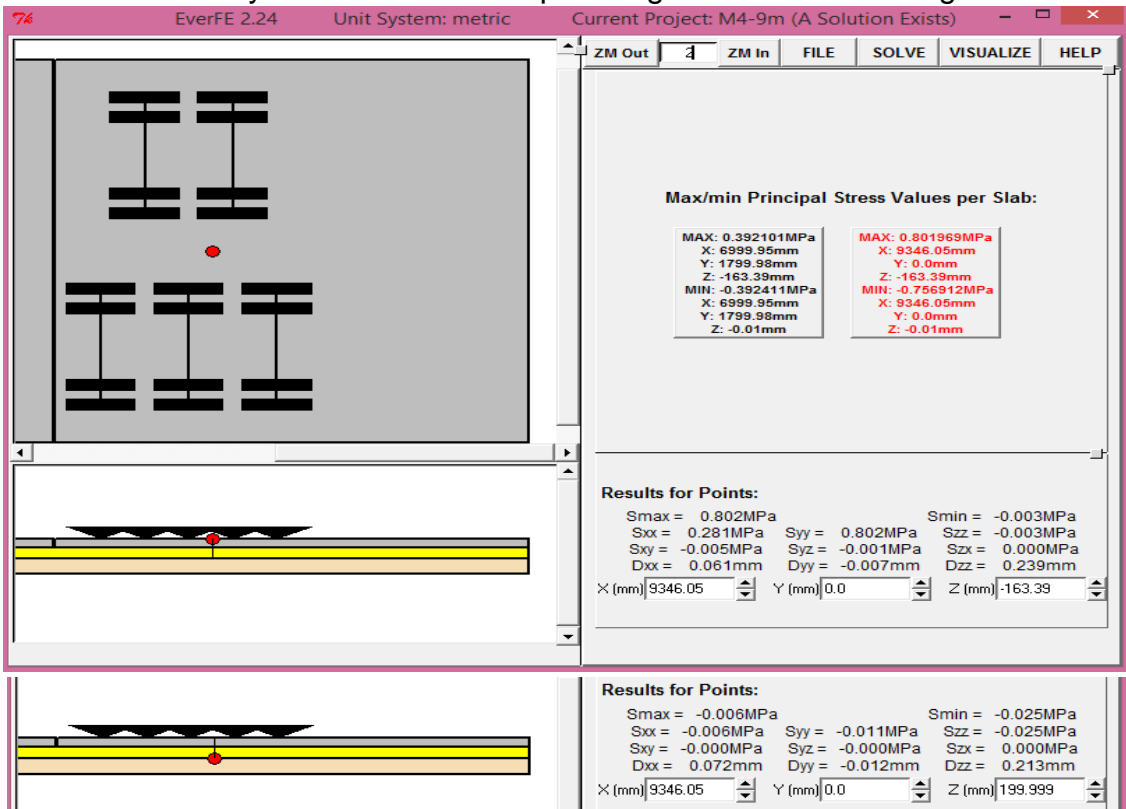 EverFE 2.24 Unit System: metric Current Project: M4-9m (A Solution Exists)
ZM Out 2 ZM In FILE SOLVE VISUALIZE HELP
Max/min Principal Stress Values per Slab:
MAX: 0.392101MPa
X: 6999.95mm
Y: 1799.98mm
Z: -163.39mm
MIN: -0.392411MPa
X: 6999.95mm
Y: 1799.98mm
Z: -0.01mm
MAX: 0.801969MPa
X: 9346.05mm
Y: 0.0mm
Z: -163.39mm
MIN: -0.756912MPa
X: 9346.05mm
Y: 0.0mm
Z: -0.01mm
Results for Points:
Smax = 0.802MPa Smin = -0.003MPa
Sxx = 0.281MPa Syy = 0.802MPa Szz = -0.003MPa
Sxy = -0.005MPa Syz = -0.001MPa Szx = 0.000MPa
Dxx = 0.061mm Dyy = -0.007mm Dzz = 0.239mm
X (mm) 9346.05 Y (mm) 0.0 Z (mm) -163.39
Results for Points:
Smax = -0.006MPa Smin = -0.025MPa
Sxx = -0.006MPa Syy = -0.011MPa Szz = -0.025MPa
Sxy = -0.000MPa Syz = -0.000MPa Szx = 0.000MPa
Dxx = 0.072mm Dyy = -0.012mm Dzz = 0.213mm
X (mm) 9346.05 Y (mm) 0.0 Z (mm) 199.999